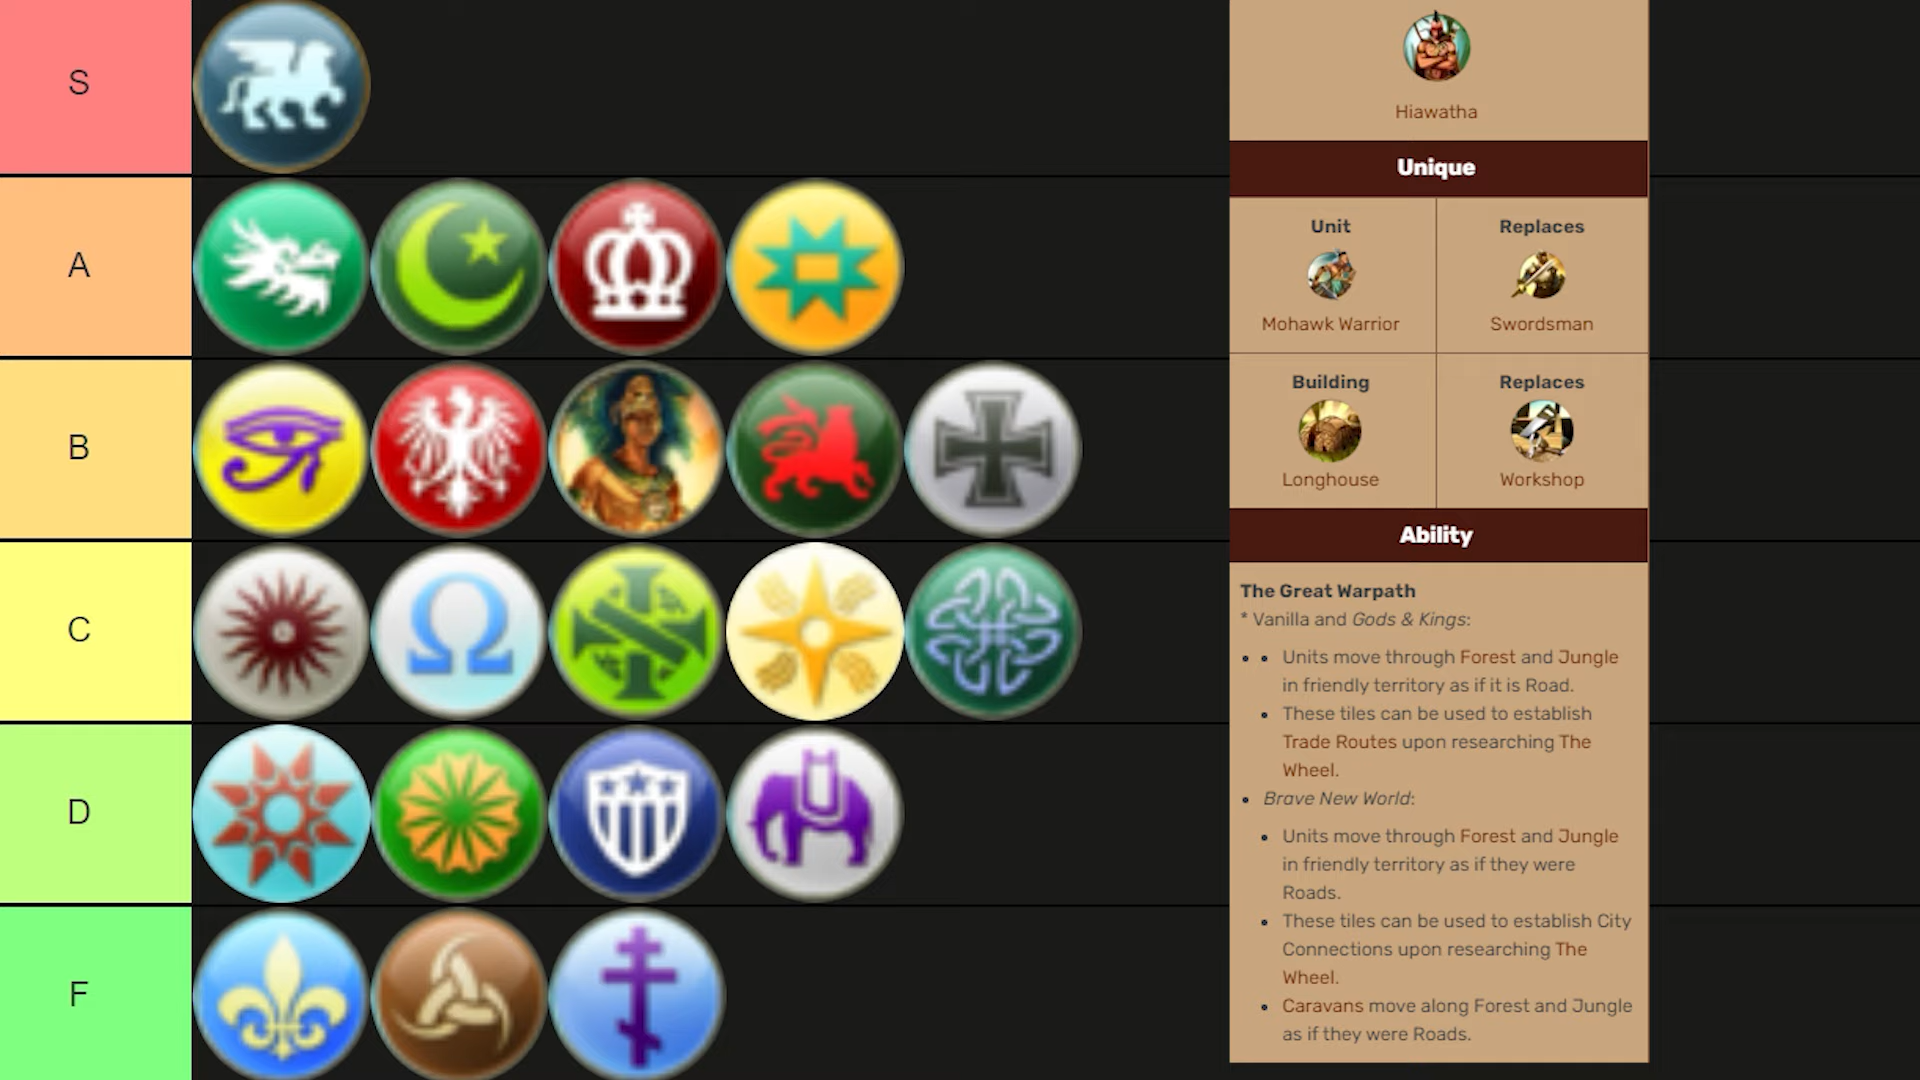 S
A
B
C
D
F
Hiawatha
Unique
Unit
Replaces
Mohawk Warrior
Swordsman
Building
Replaces
Longhouse
Workshop
Ability
The Great Warpath
* Vanilla and Gods & Kings:
• • Units move through Forest and Jungle
in friendly territory as if it is Road.
• These tiles can be used to establish
Trade Routes upon researching The
Wheel.
• Brave New World:
• Units move through Forest and Jungle
in friendly territory as if they were
Roads.
• These tiles can be used to establish City
Connections upon researching The
Wheel.
• Caravans move along Forest and Jungle
as if they were Roads.